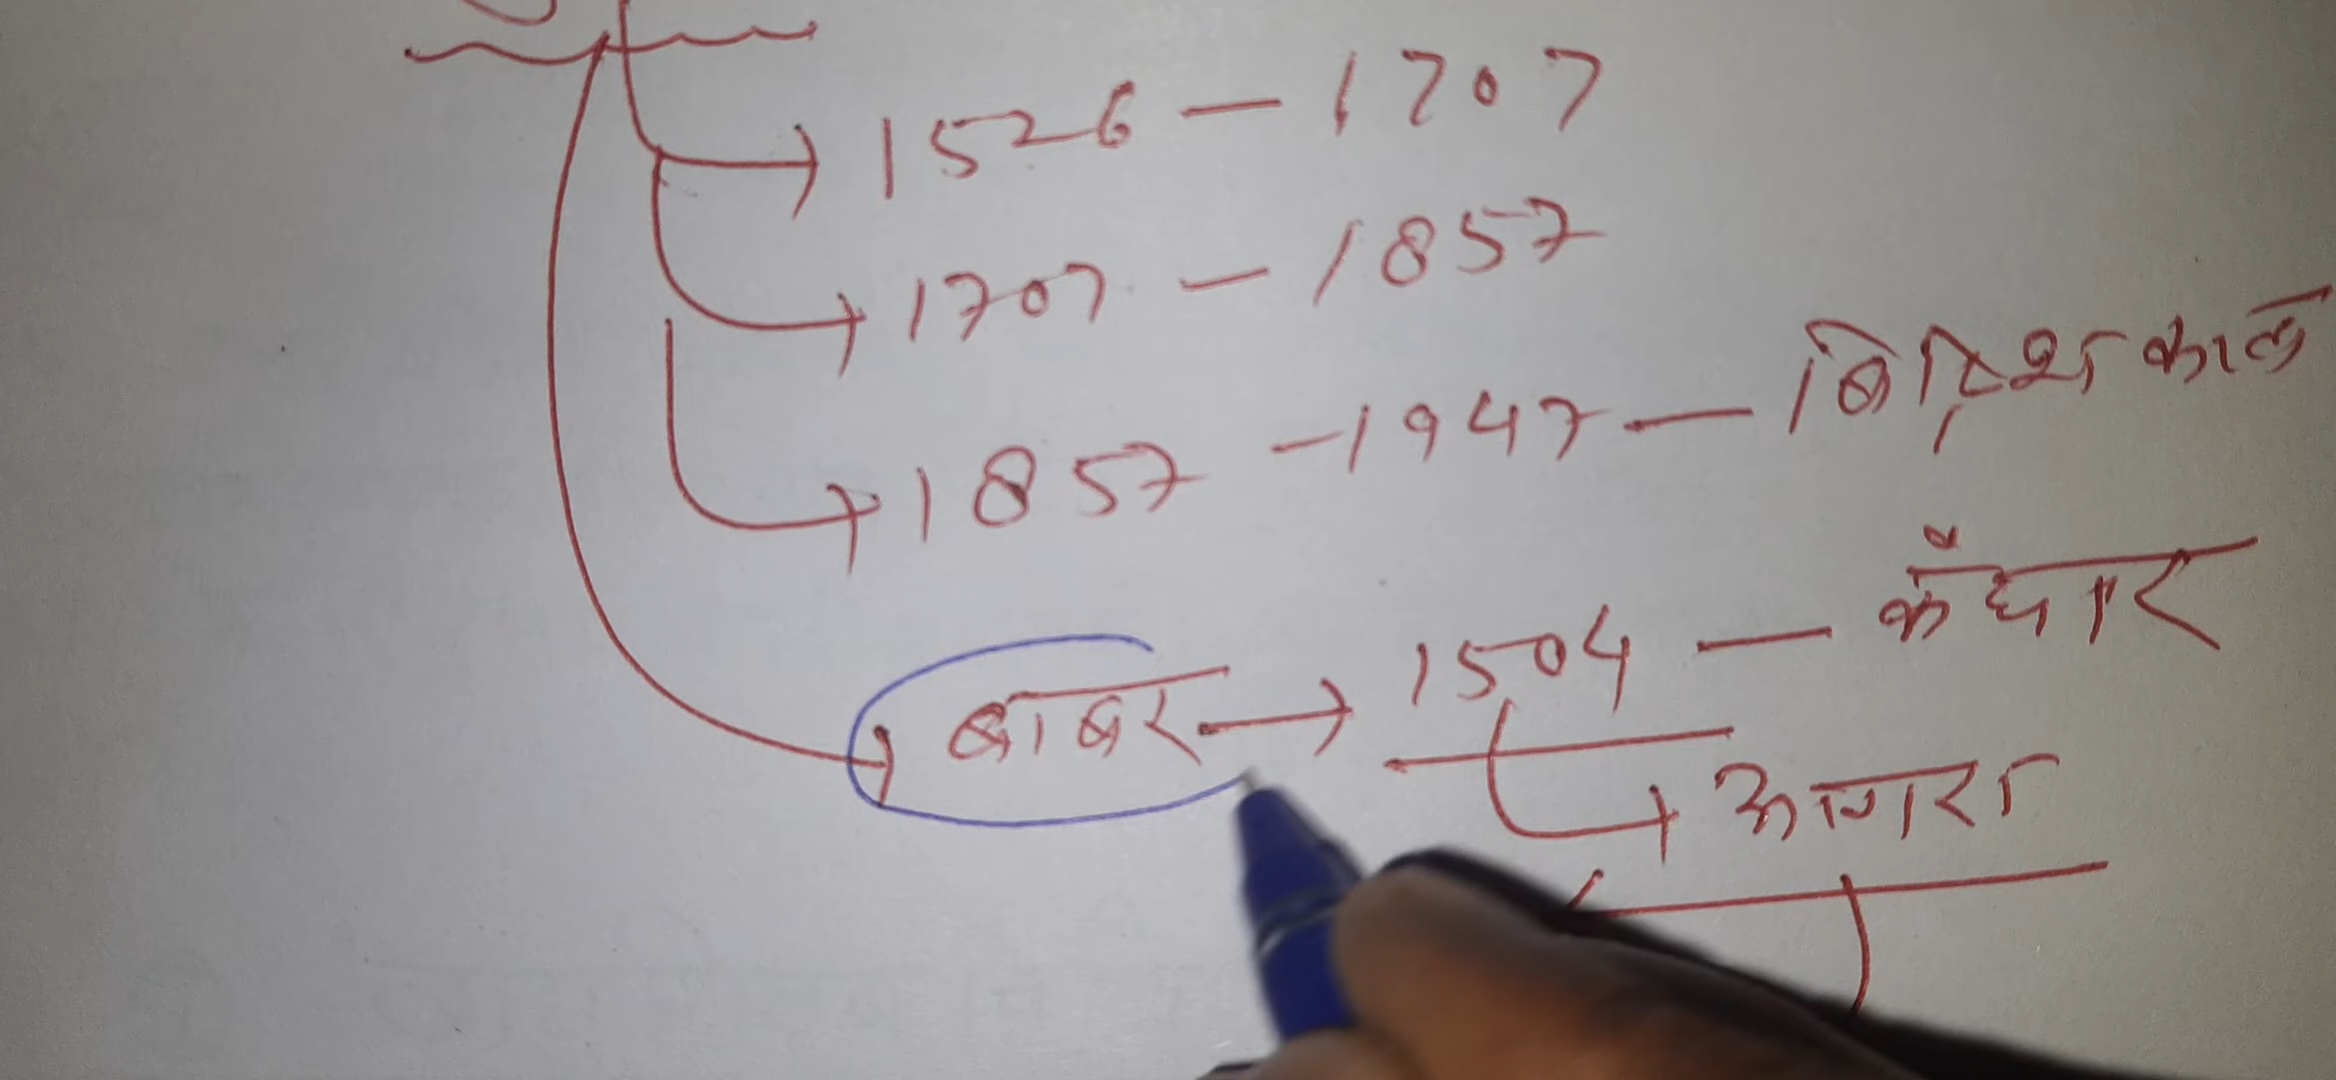 1526 — 1707
1707 — 1857
1857 - 1947 — ब्रिटिश काल
बाबर → 1504 — कँधार
आगरा